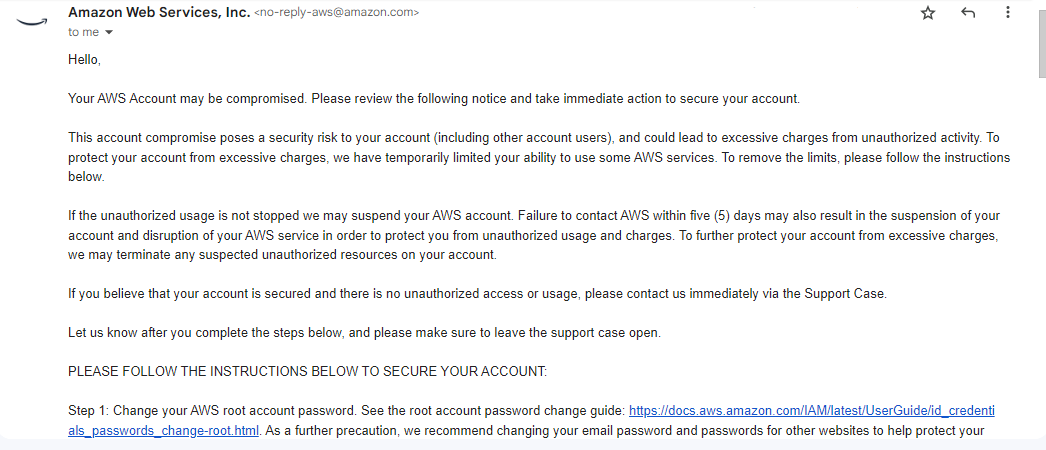 Amazon Web Services, Inc. <no-reply-aws@amazon.com>
to me
Hello,
Your AWS Account may be compromised. Please review the following notice and take immediate action to secure your account.
This account compromise poses a security risk to your account (including other account users), and could lead to excessive charges from unauthorized activity. To
protect your account from excessive charges, we have temporarily limited your ability to use some AWS services. To remove the limits, please follow the instructions
below.
If the unauthorized usage is not stopped we may suspend your AWS account. Failure to contact AWS within five (5) days may also result in the suspension of your
account and disruption of your AWS service in order to protect you from unauthorized usage and charges. To further protect your account from excessive charges,
we may terminate any suspected unauthorized resources on your account.
If you believe that your account is secured and there is no unauthorized access or usage, please contact us immediately via the Support Case.
Let us know after you complete the steps below, and please make sure to leave the support case open.
PLEASE FOLLOW THE INSTRUCTIONS BELOW TO SECURE YOUR ACCOUNT:
Step 1: Change your AWS root account password. See the root account password change guide: https://docs.aws.amazon.com/IAM/latest/UserGuide/id_credenti
als_passwords_change-root.html. As a further precaution, we recommend changing your email password and passwords for other websites to help protect your